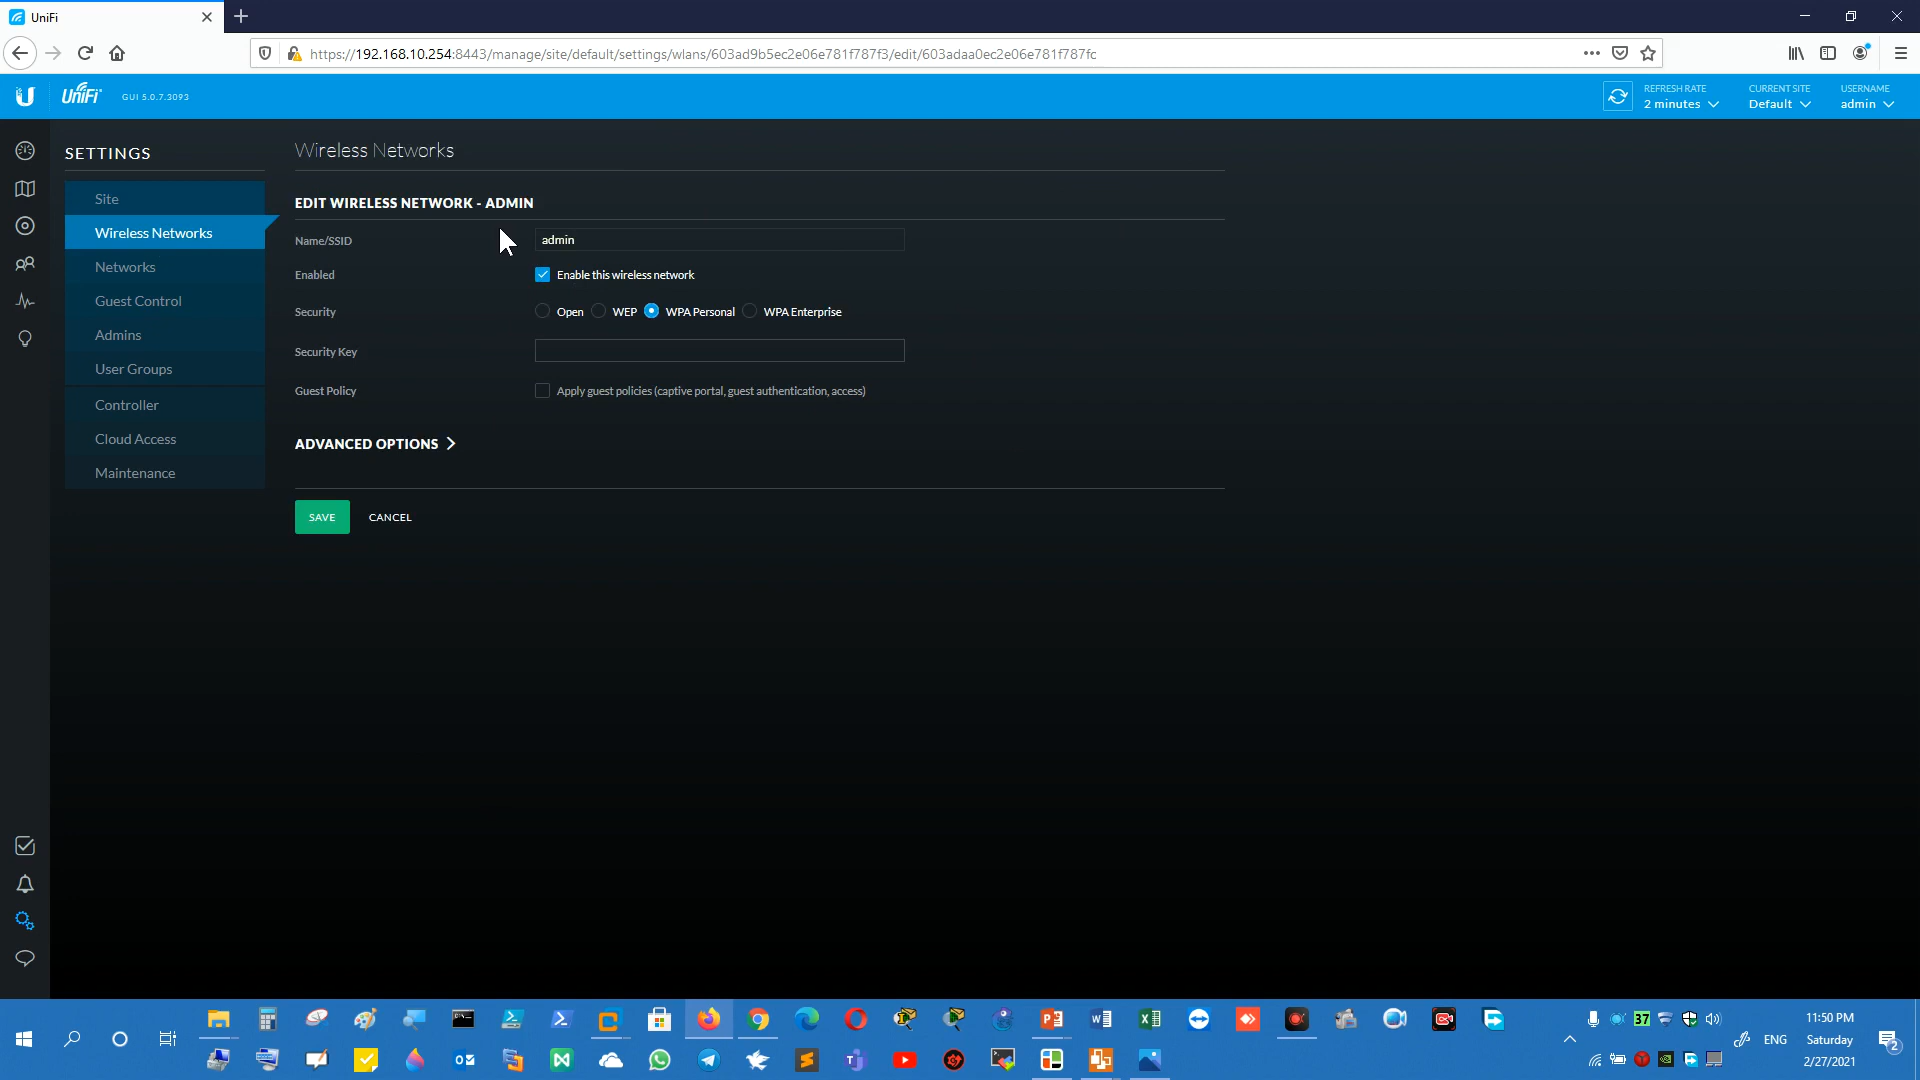 UniFi
https://192.168.10.254:8443/manage/site/default/settings/wlans/603ad9b5ec2e06e781f787f3/edit/603adaa0ec2e06e781f787fc
UniFi GUI 5.0.7.3093
REFRESH RATE
2 minutes
CURRENT SITE
Default
USERNAME
admin
SETTINGS
Site
Wireless Networks
Networks
Guest Control
Admins
User Groups
Controller
Cloud Access
Maintenance
Wireless Networks
EDIT WIRELESS NETWORK - ADMIN
Name/SSID admin
Enabled Enable this wireless network
Security Open WEP WPA Personal WPA Enterprise
Security Key
Guest Policy Apply guest policies (captive portal, guest authentication, access)
ADVANCED OPTIONS
SAVE CANCEL
37
ENG
11:50 PM
Saturday
2/27/2021
2